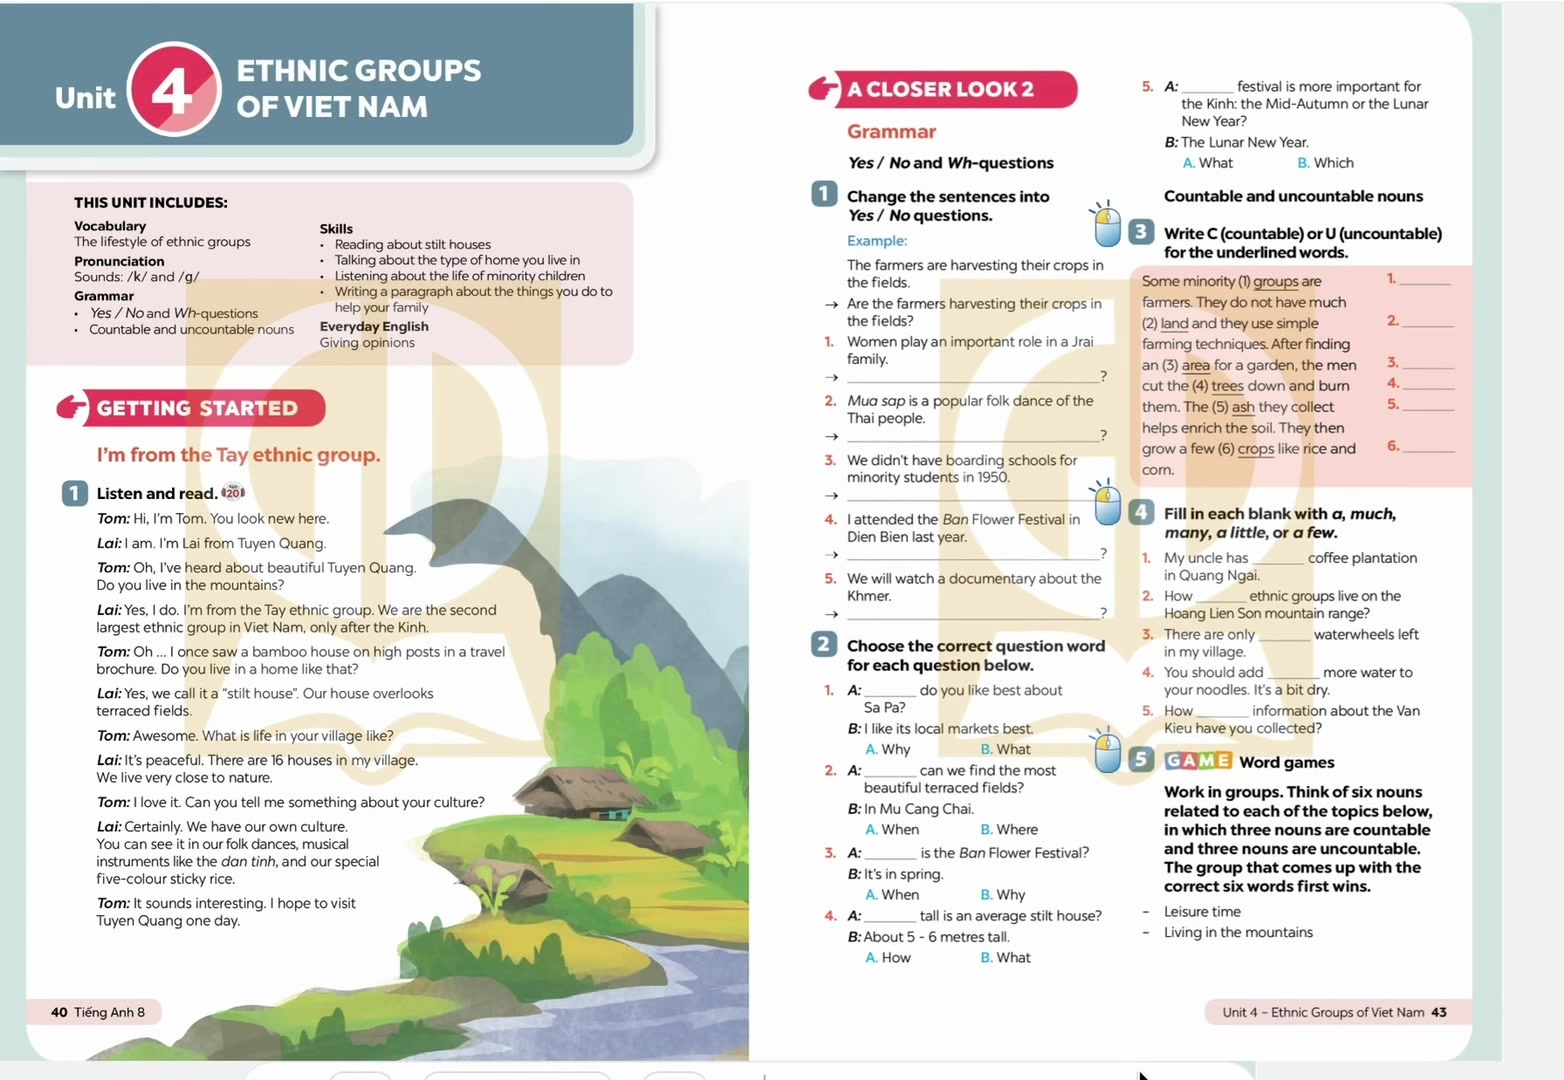 Unit 4
ETHNIC GROUPS
OF VIET NAM
THIS UNIT INCLUDES:
Vocabulary
The lifestyle of ethnic groups
Pronunciation
Sounds: /k/ and /g/
Grammar
• Yes / No and Wh-questions
• Countable and uncountable nouns
Skills
• Reading about stilt houses
• Talking about the type of home you live in
• Listening about the life of minority children
• Writing a paragraph about the things you do to
help your family
Everyday English
Giving opinions
GETTING STARTED
I'm from the Tay ethnic group.
1 Listen and read. 20
Tom: Hi, I'm Tom. You look new here.
Lai: I am. I'm Lai from Tuyen Quang.
Tom: Oh, I've heard about beautiful Tuyen Quang.
Do you live in the mountains?
Lai: Yes, I do. I'm from the Tay ethnic group. We are the second
largest ethnic group in Viet Nam, only after the Kinh.
Tom: Oh ... I once saw a bamboo house on high posts in a travel
brochure. Do you live in a home like that?
Lai: Yes, we call it a "stilt house". Our house overlooks
terraced fields.
Tom: Awesome. What is life in your village like?
Lai: It's peaceful. There are 16 houses in my village.
We live very close to nature.
Tom: I love it. Can you tell me something about your culture?
Lai: Certainly. We have our own culture.
You can see it in our folk dances, musical
instruments like the dan tinh, and our special
five-colour sticky rice.
Tom: It sounds interesting. I hope to visit
Tuyen Quang one day.
40 Tiếng Anh 8
A CLOSER LOOK 2
Grammar
Yes / No and Wh-questions
1 Change the sentences into
Yes / No questions.
Example:
The farmers are harvesting their crops in
the fields.
→ Are the farmers harvesting their crops in
the fields?
1. Women play an important role in a Jrai
family.
→ ______________________________?
2. Mua sap is a popular folk dance of the
Thai people.
→ ______________________________?
3. We didn't have boarding schools for
minority students in 1950.
→ ______________________________
4. I attended the Ban Flower Festival in
Dien Bien last year.
→ ______________________________?
5. We will watch a documentary about the
Khmer.
→ ______________________________?
2 Choose the correct question word
for each question below.
1. A: _______ do you like best about
Sa Pa?
B: I like its local markets best.
A. Why B. What
2. A: _______ can we find the most
beautiful terraced fields?
B: In Mu Cang Chai.
A. When B. Where
3. A: _______ is the Ban Flower Festival?
B: It's in spring.
A. When B. Why
4. A: _______ tall is an average stilt house?
B: About 5 - 6 metres tall.
A. How B. What
5. A: _______ festival is more important for
the Kinh: the Mid-Autumn or the Lunar
New Year?
B: The Lunar New Year.
A. What B. Which
Countable and uncountable nouns
3 Write C (countable) or U (uncountable)
for the underlined words.
Some minority (1) groups are 1. _______
farmers. They do not have much
(2) land and they use simple 2. _______
farming techniques. After finding
an (3) area for a garden, the men 3. _______
cut the (4) trees down and burn 4. _______
them. The (5) ash they collect 5. _______
helps enrich the soil. They then
grow a few (6) crops like rice and 6. _______
corn.
4 Fill in each blank with a, much,
many, a little, or a few.
1. My uncle has _______ coffee plantation
in Quang Ngai.
2. How _______ ethnic groups live on the
Hoang Lien Son mountain range?
3. There are only _______ waterwheels left
in my village.
4. You should add _______ more water to
your noodles. It's a bit dry.
5. How _______ information about the Van
Kieu have you collected?
5 GAME Word games
Work in groups. Think of six nouns
related to each of the topics below,
in which three nouns are countable
and three nouns are uncountable.
The group that comes up with the
correct six words first wins.
- Leisure time
- Living in the mountains
Unit 4 – Ethnic Groups of Viet Nam 43